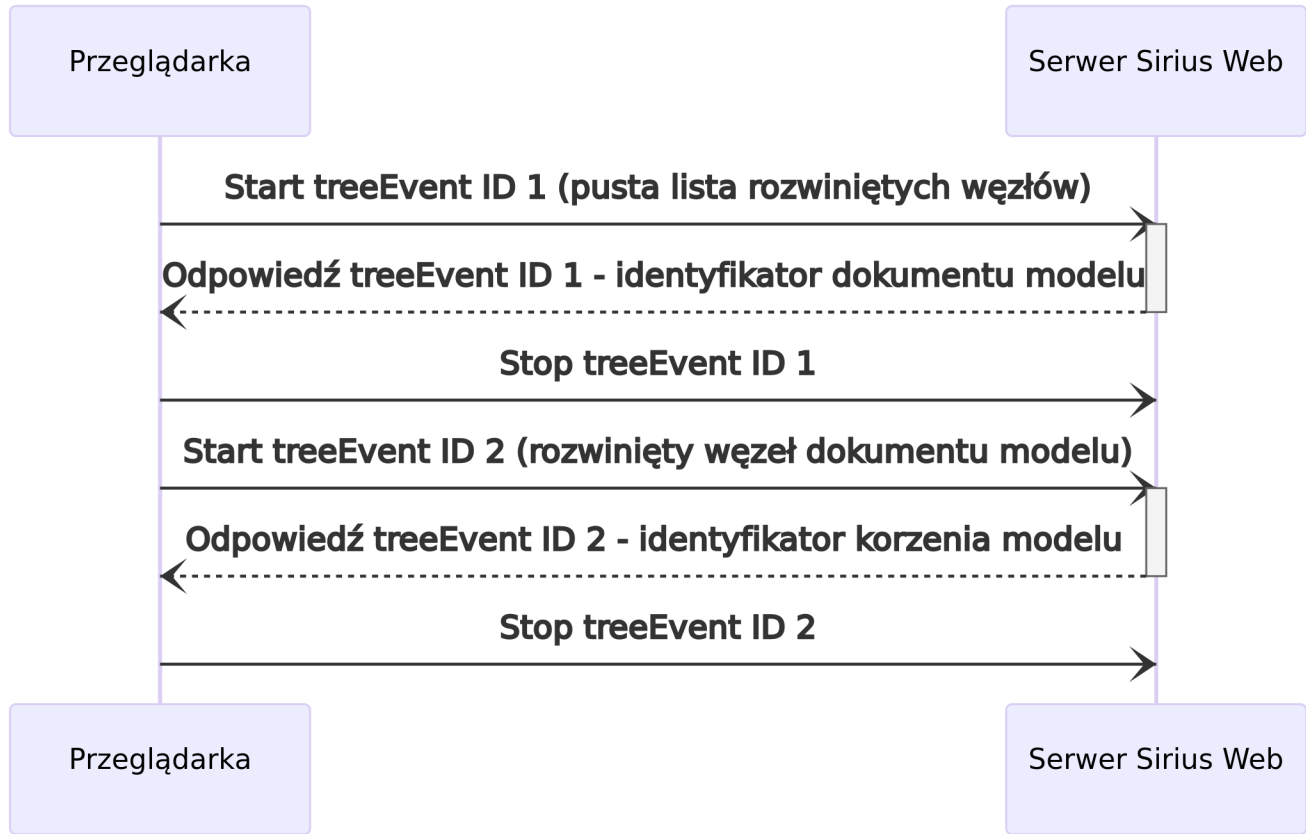 Przeglądarka
Serwer Sirius Web
Start treeEvent ID 1 (pusta lista rozwiniętych węzłów)
Odpowiedź treeEvent ID 1 - identyfikator dokumentu modelu
Stop treeEvent ID 1
Start treeEvent ID 2 (rozwinięty węzeł dokumentu modelu)
Odpowiedź treeEvent ID 2 - identyfikator korzenia modelu
Stop treeEvent ID 2
Przeglądarka
Serwer Sirius Web